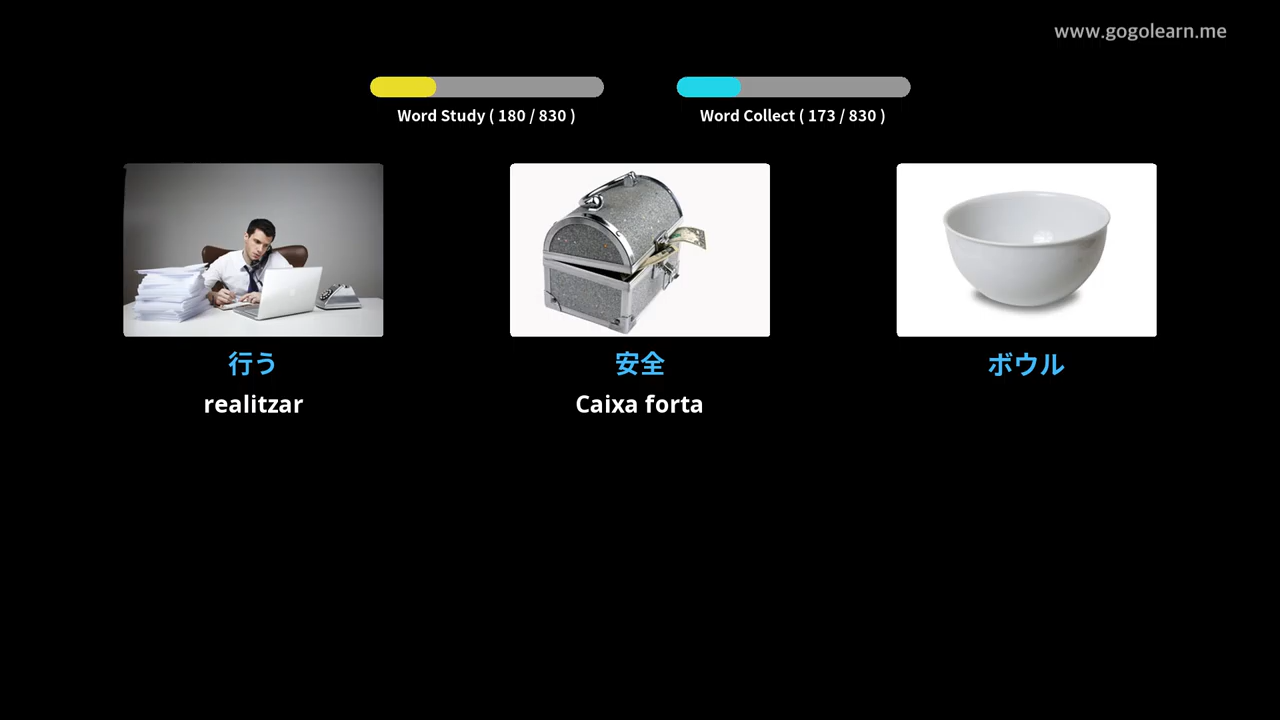 www.gogolearn.me
Word Study ( 180 / 830 )
Word Collect ( 173 / 830 )
行う
安全
ボウル
realitzar
Caixa forta